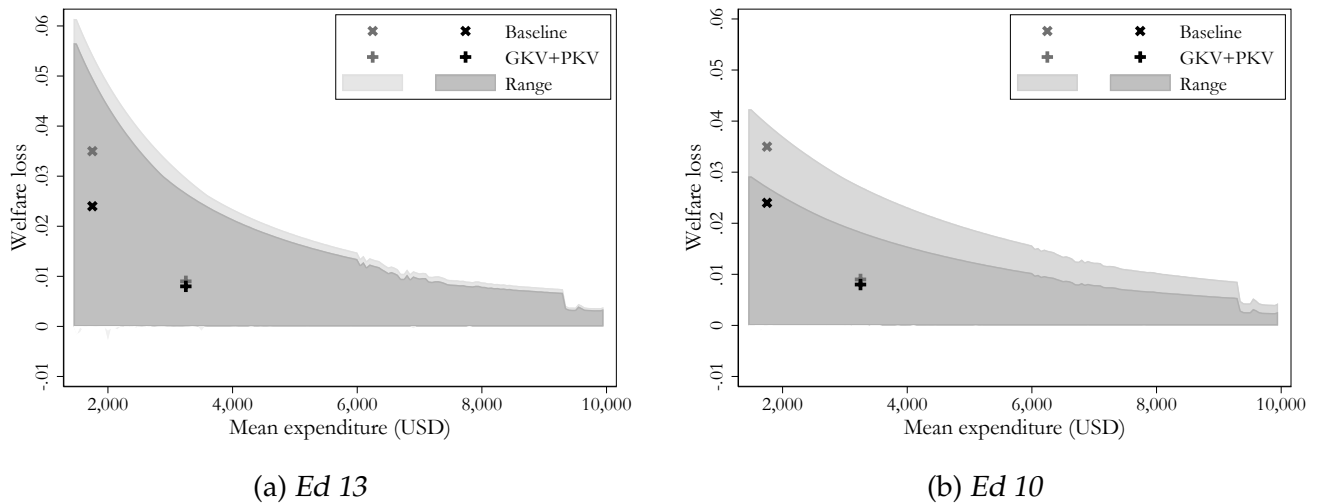 Baseline
GKV+PKV
Range
Welfare loss
.06
.05
.04
.03
.02
.01
0
-.01
2,000 4,000 6,000 8,000 10,000
Mean expenditure (USD)
(a) Ed 13
Baseline
GKV+PKV
Range
Welfare loss
.06
.05
.04
.03
.02
.01
0
-.01
2,000 4,000 6,000 8,000 10,000
Mean expenditure (USD)
(b) Ed 10